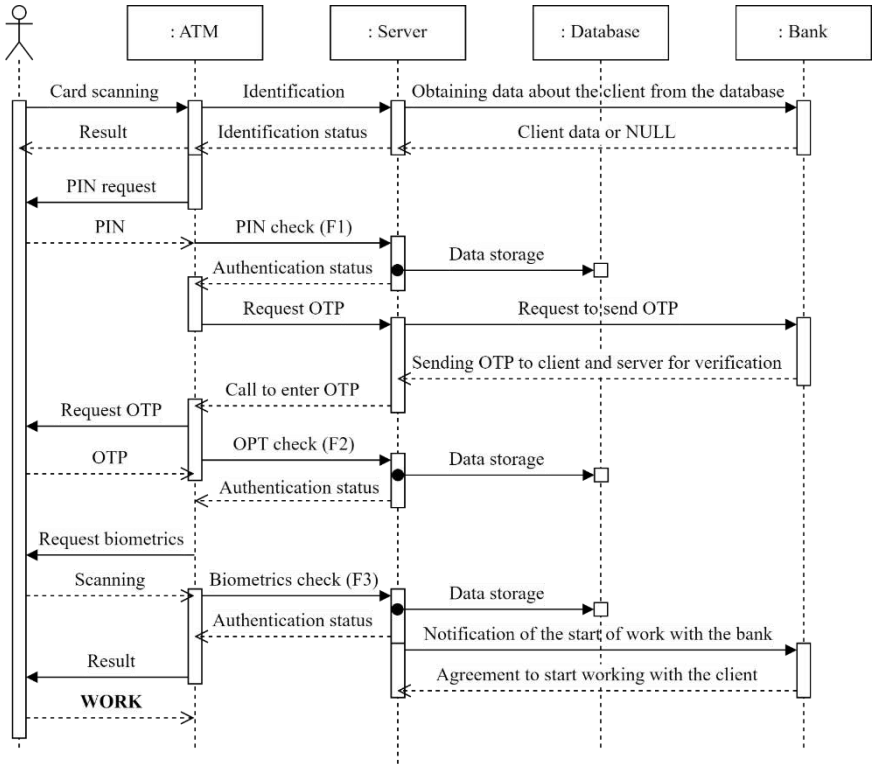 : ATM
: Server
: Database
: Bank
Card scanning
Identification
Obtaining data about the client from the database
Result
Identification status
Client data or NULL
PIN request
PIN
PIN check (F1)
Data storage
Authentication status
Request OTP
Request to send OTP
Sending OTP to client and server for verification
Call to enter OTP
Request OTP
OPT check (F2)
OTP
Data storage
Authentication status
Request biometrics
Scanning
Biometrics check (F3)
Data storage
Authentication status
Notification of the start of work with the bank
Result
Agreement to start working with the client
WORK